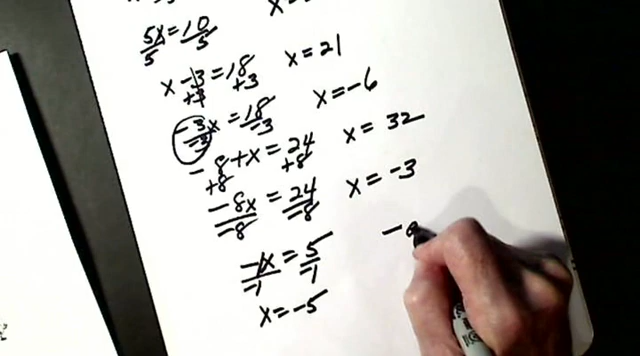 x =
5x = 10
5 5
x - 3 = 18 x = 21
+3 +3
-3x = 18 x = -6
-3 -3
-8 + x = 24 x = 32
+8 +8
-8x = 24 x = -3
-8 -8
-1x = 5
-1 -1
x = -5